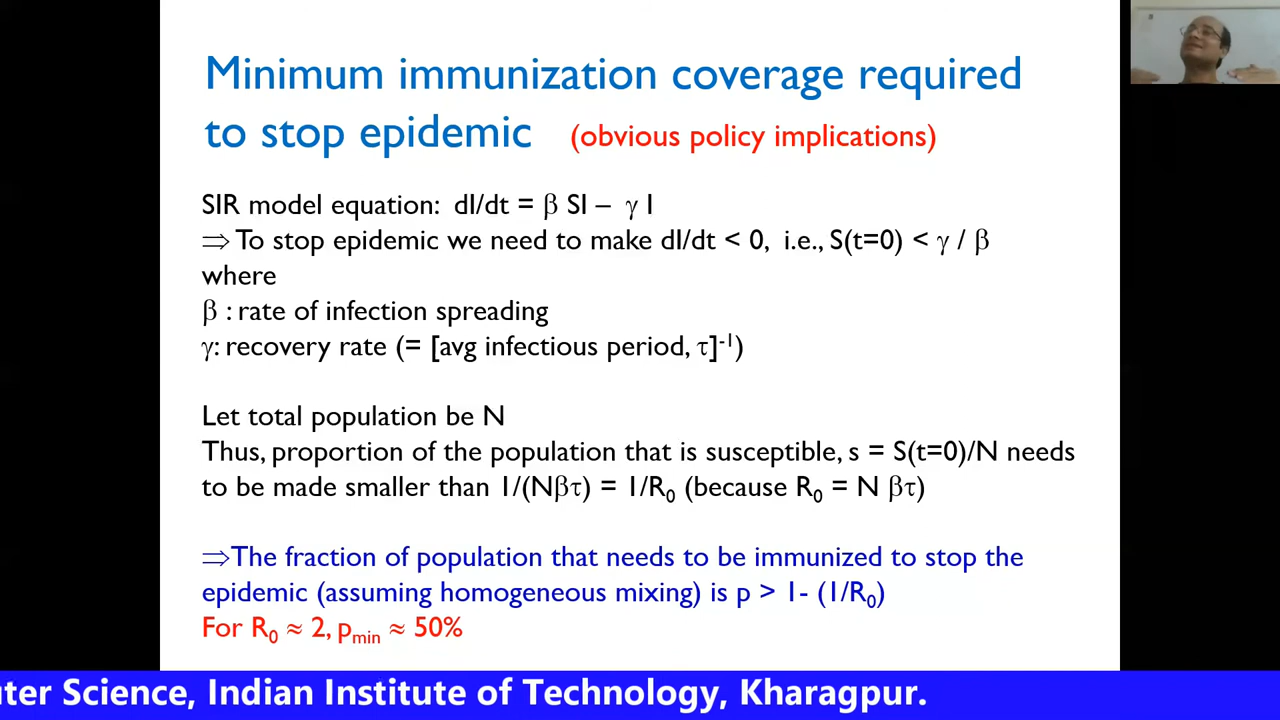 Minimum immunization coverage required
to stop epidemic (obvious policy implications)
SIR model equation: dI/dt = β SI – γ I
⇒ To stop epidemic we need to make dI/dt < 0, i.e., S(t=0) < γ / β
where
β : rate of infection spreading
γ: recovery rate (= [avg infectious period, τ]⁻¹)
Let total population be N
Thus, proportion of the population that is susceptible, s = S(t=0)/N needs
to be made smaller than 1/(Nβτ) = 1/R₀ (because R₀ = N βτ)
⇒The fraction of population that needs to be immunized to stop the
epidemic (assuming homogeneous mixing) is p > 1- (1/R₀)
For R₀ ≈ 2, pmin ≈ 50%
Science, Indian Institute of Technology, Kharagpur.